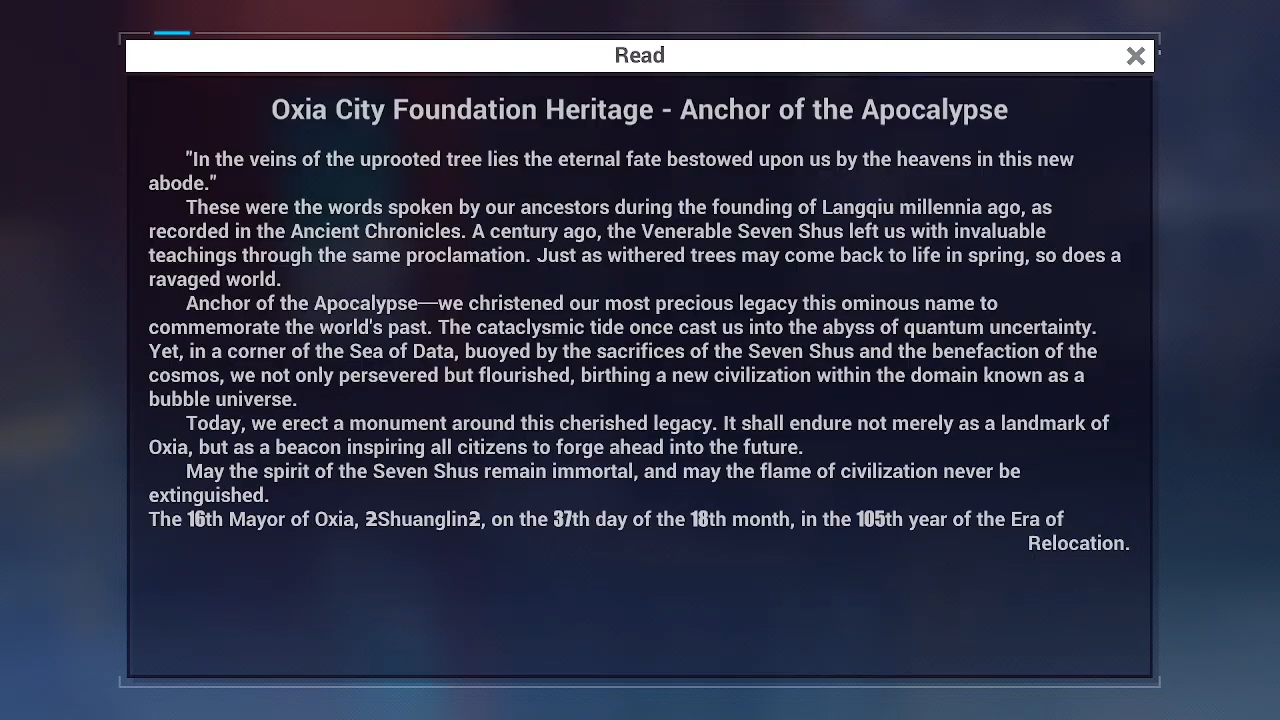 Read
Oxia City Foundation Heritage - Anchor of the Apocalypse
"In the veins of the uprooted tree lies the eternal fate bestowed upon us by the heavens in this new
abode."
These were the words spoken by our ancestors during the founding of Langqiu millennia ago, as
recorded in the Ancient Chronicles. A century ago, the Venerable Seven Shus left us with invaluable
teachings through the same proclamation. Just as withered trees may come back to life in spring, so does a
ravaged world.
Anchor of the Apocalypse—we christened our most precious legacy this ominous name to
commemorate the world's past. The cataclysmic tide once cast us into the abyss of quantum uncertainty.
Yet, in a corner of the Sea of Data, buoyed by the sacrifices of the Seven Shus and the benefaction of the
cosmos, we not only persevered but flourished, birthing a new civilization within the domain known as a
bubble universe.
Today, we erect a monument around this cherished legacy. It shall endure not merely as a landmark of
Oxia, but as a beacon inspiring all citizens to forge ahead into the future.
May the spirit of the Seven Shus remain immortal, and may the flame of civilization never be
extinguished.
The 16th Mayor of Oxia, ƻShuanglinƻ, on the 37th day of the 18th month, in the 105th year of the Era of
Relocation.